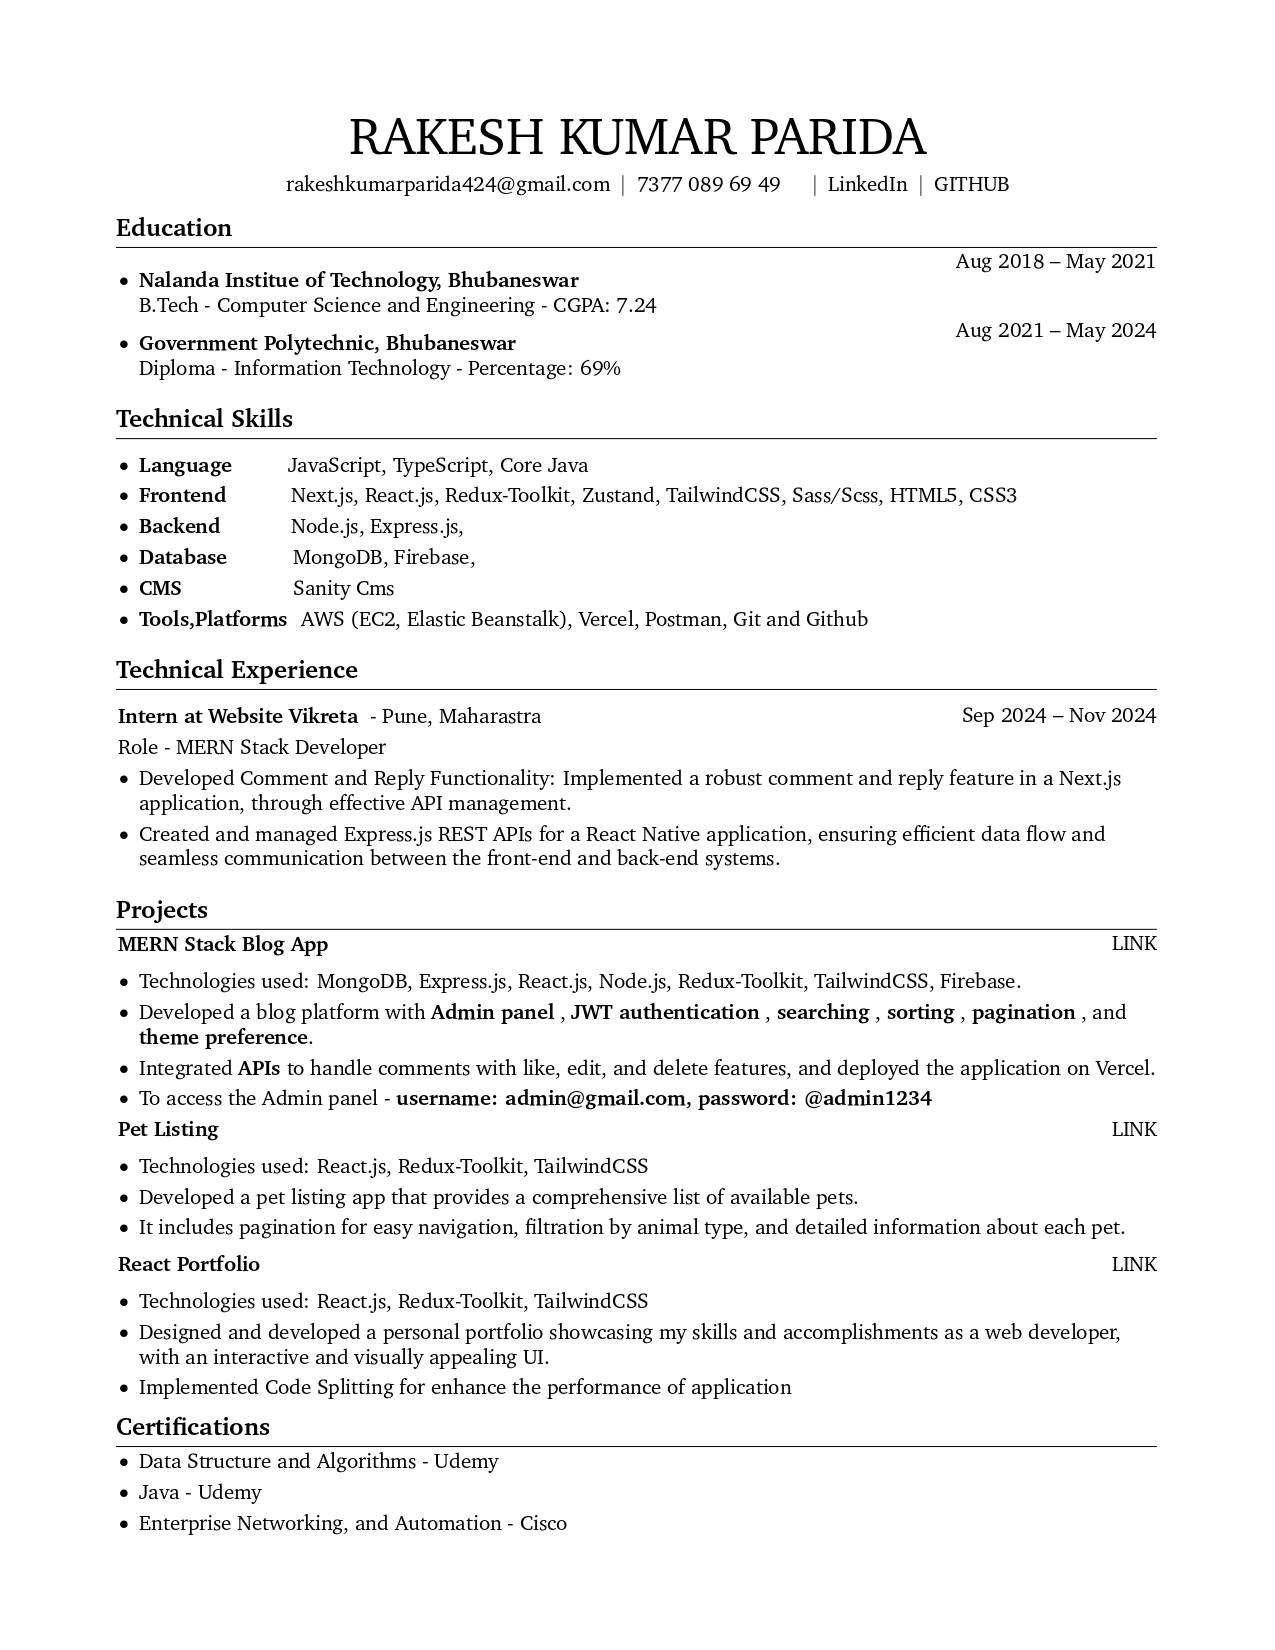 RAKESH KUMAR PARIDA
rakeshkumarparida424@gmail.com | 7377 089 69 49 | LinkedIn | GITHUB
Education
Aug 2018 – May 2021
• Nalanda Institue of Technology, Bhubaneswar
B.Tech - Computer Science and Engineering - CGPA: 7.24
Aug 2021 – May 2024
• Government Polytechnic, Bhubaneswar
Diploma - Information Technology - Percentage: 69%
Technical Skills
• Language JavaScript, TypeScript, Core Java
• Frontend Next.js, React.js, Redux-Toolkit, Zustand, TailwindCSS, Sass/Scss, HTML5, CSS3
• Backend Node.js, Express.js,
• Database MongoDB, Firebase,
• CMS Sanity Cms
• Tools,Platforms AWS (EC2, Elastic Beanstalk), Vercel, Postman, Git and Github
Technical Experience
Intern at Website Vikreta - Pune, Maharastra Sep 2024 – Nov 2024
Role - MERN Stack Developer
• Developed Comment and Reply Functionality: Implemented a robust comment and reply feature in a Next.js
application, through effective API management.
• Created and managed Express.js REST APIs for a React Native application, ensuring efficient data flow and
seamless communication between the front-end and back-end systems.
Projects
MERN Stack Blog App LINK
• Technologies used: MongoDB, Express.js, React.js, Node.js, Redux-Toolkit, TailwindCSS, Firebase.
• Developed a blog platform with Admin panel , JWT authentication , searching , sorting , pagination , and
theme preference.
• Integrated APIs to handle comments with like, edit, and delete features, and deployed the application on Vercel.
• To access the Admin panel - username: admin@gmail.com, password: @admin1234
Pet Listing LINK
• Technologies used: React.js, Redux-Toolkit, TailwindCSS
• Developed a pet listing app that provides a comprehensive list of available pets.
• It includes pagination for easy navigation, filtration by animal type, and detailed information about each pet.
React Portfolio LINK
• Technologies used: React.js, Redux-Toolkit, TailwindCSS
• Designed and developed a personal portfolio showcasing my skills and accomplishments as a web developer,
with an interactive and visually appealing UI.
• Implemented Code Splitting for enhance the performance of application
Certifications
• Data Structure and Algorithms - Udemy
• Java - Udemy
• Enterprise Networking, and Automation - Cisco